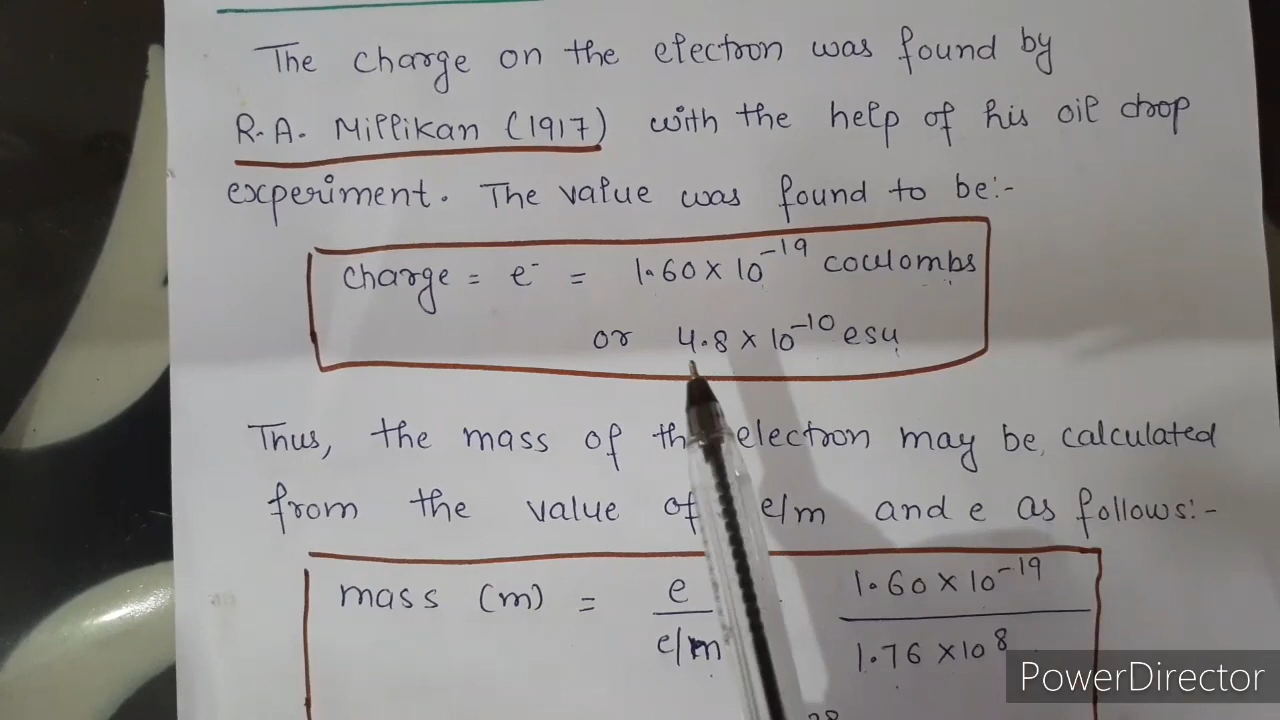 The charge on the electron was found by
R.A. Millikan (1917) with the help of his oil drop
experiment. The value was found to be:-
charge = e⁻ = 1.60 × 10⁻¹⁹ coulombs
or 4.8 × 10⁻¹⁰ esu
Thus, the mass of th electron may be calculated
from the value of e/m and e as follows:-
mass (m) = e / e/m 1.60 × 10⁻¹⁹ / 1.76 × 10⁸
PowerDirector